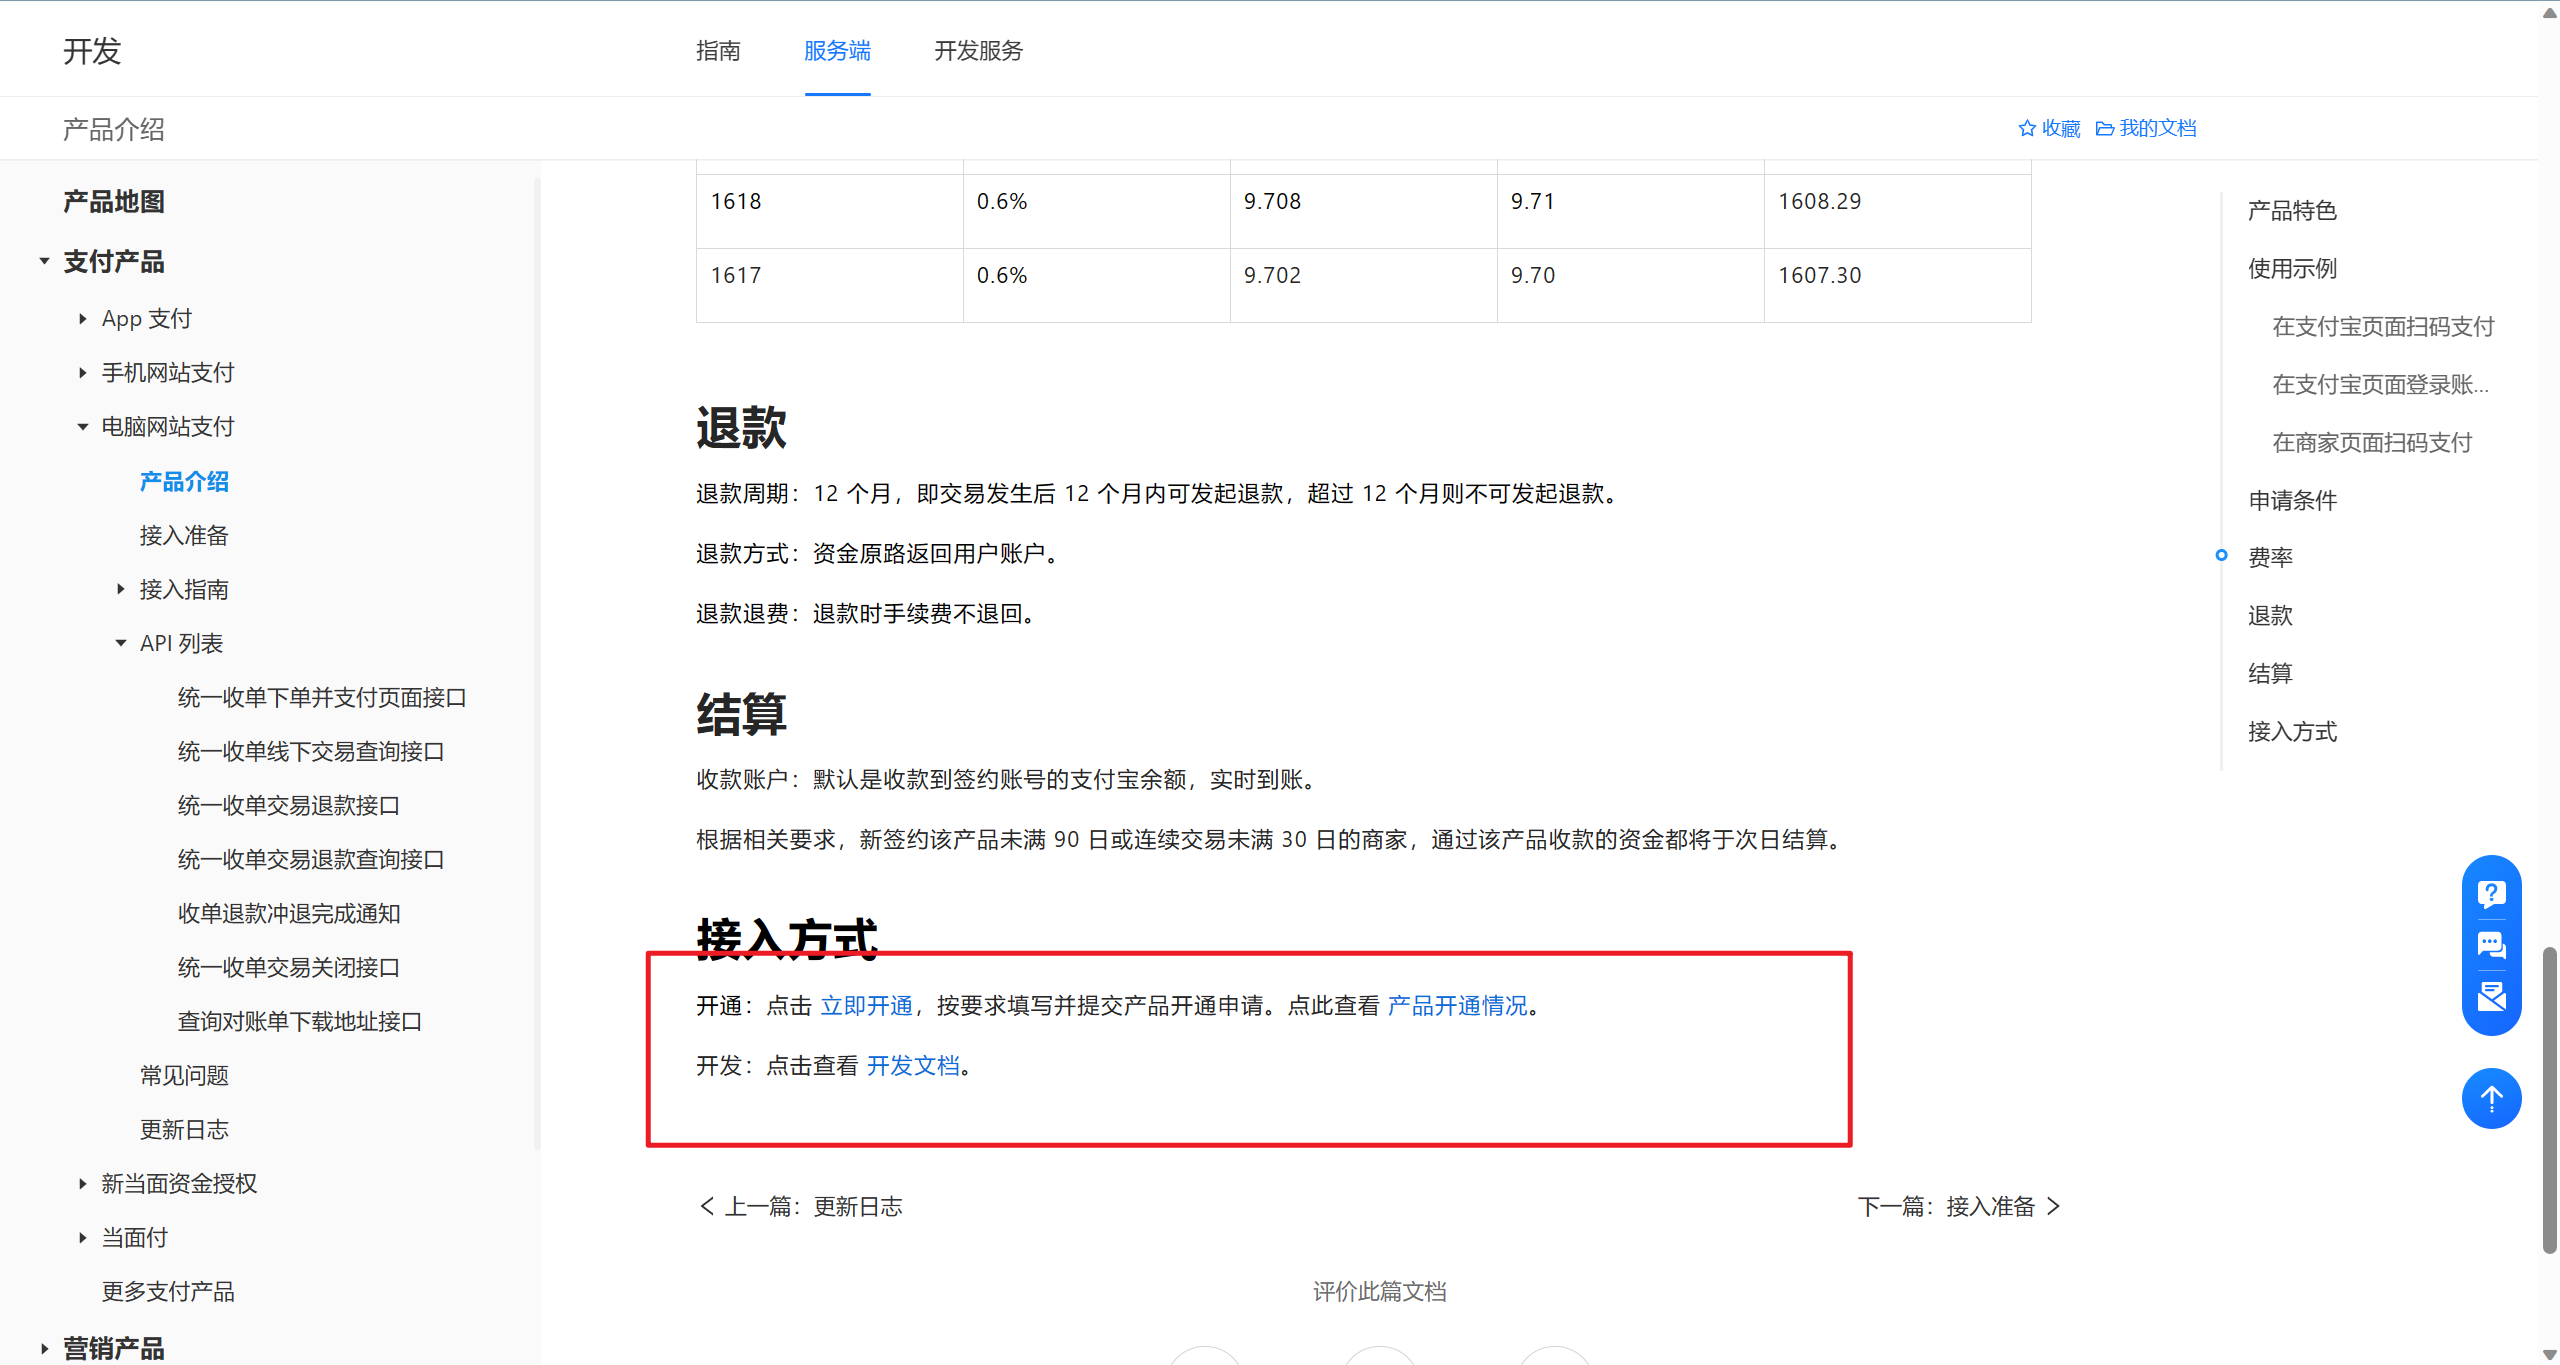 开发
指南 服务端 开发服务
产品介绍
收藏 我的文档
产品地图
支付产品
App 支付
手机网站支付
电脑网站支付
产品介绍
接入准备
接入指南
API 列表
统一收单下单并支付页面接口
统一收单线下交易查询接口
统一收单交易退款接口
统一收单交易退款查询接口
收单退款冲退完成通知
统一收单交易关闭接口
查询对账单下载地址接口
常见问题
更新日志
新当面资金授权
当面付
更多支付产品
营销产品
1618 0.6% 9.708 9.71 1608.29
1617 0.6% 9.702 9.70 1607.30
退款
退款周期：12 个月，即交易发生后 12 个月内可发起退款，超过 12 个月则不可发起退款。
退款方式：资金原路返回用户账户。
退款退费：退款时手续费不退回。
结算
收款账户：默认是收款到签约账号的支付宝余额，实时到账。
根据相关要求，新签约该产品未满 90 日或连续交易未满 30 日的商家，通过该产品收款的资金都将于次日结算。
接入方式
开通：点击 立即开通，按要求填写并提交产品开通申请。点此查看 产品开通情况。
开发：点击查看 开发文档。
上一篇：更新日志
下一篇：接入准备
评价此篇文档
产品特色
使用示例
在支付宝页面扫码支付
在支付宝页面登录账...
在商家页面扫码支付
申请条件
费率
退款
结算
接入方式